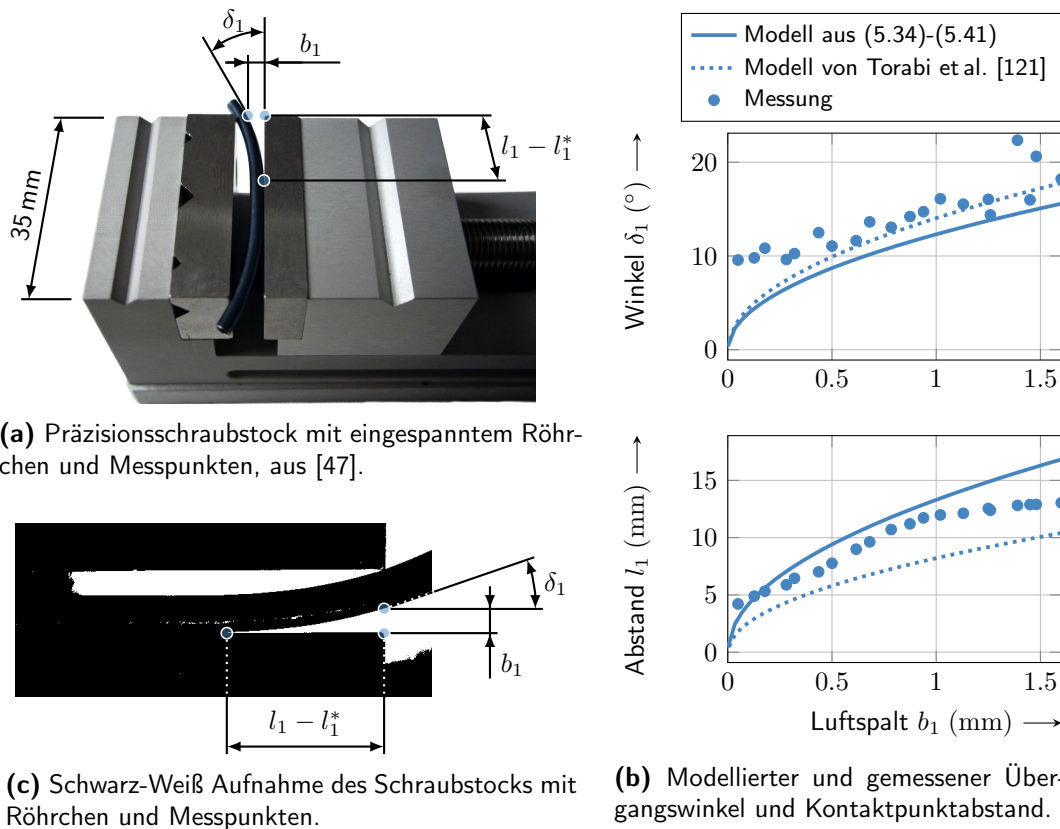 δ₁
b₁
l₁ − l₁*
35 mm
(a) Präzisionsschraubstock mit eingespanntem Röhr-
chen und Messpunkten, aus [47].
δ₁
b₁
l₁ − l₁*
(c) Schwarz-Weiß Aufnahme des Schraubstocks mit
Röhrchen und Messpunkten.
Modell aus (5.34)-(5.41)
Modell von Torabi et al. [121]
Messung
Winkel δ₁ (°) ⟶
20
10
0
0 0.5 1 1.5
Abstand l₁ (mm) ⟶
15
10
5
0
0 0.5 1 1.5
Luftspalt b₁ (mm) ⟶
(b) Modellierter und gemessener Über-
gangswinkel und Kontaktpunktabstand.